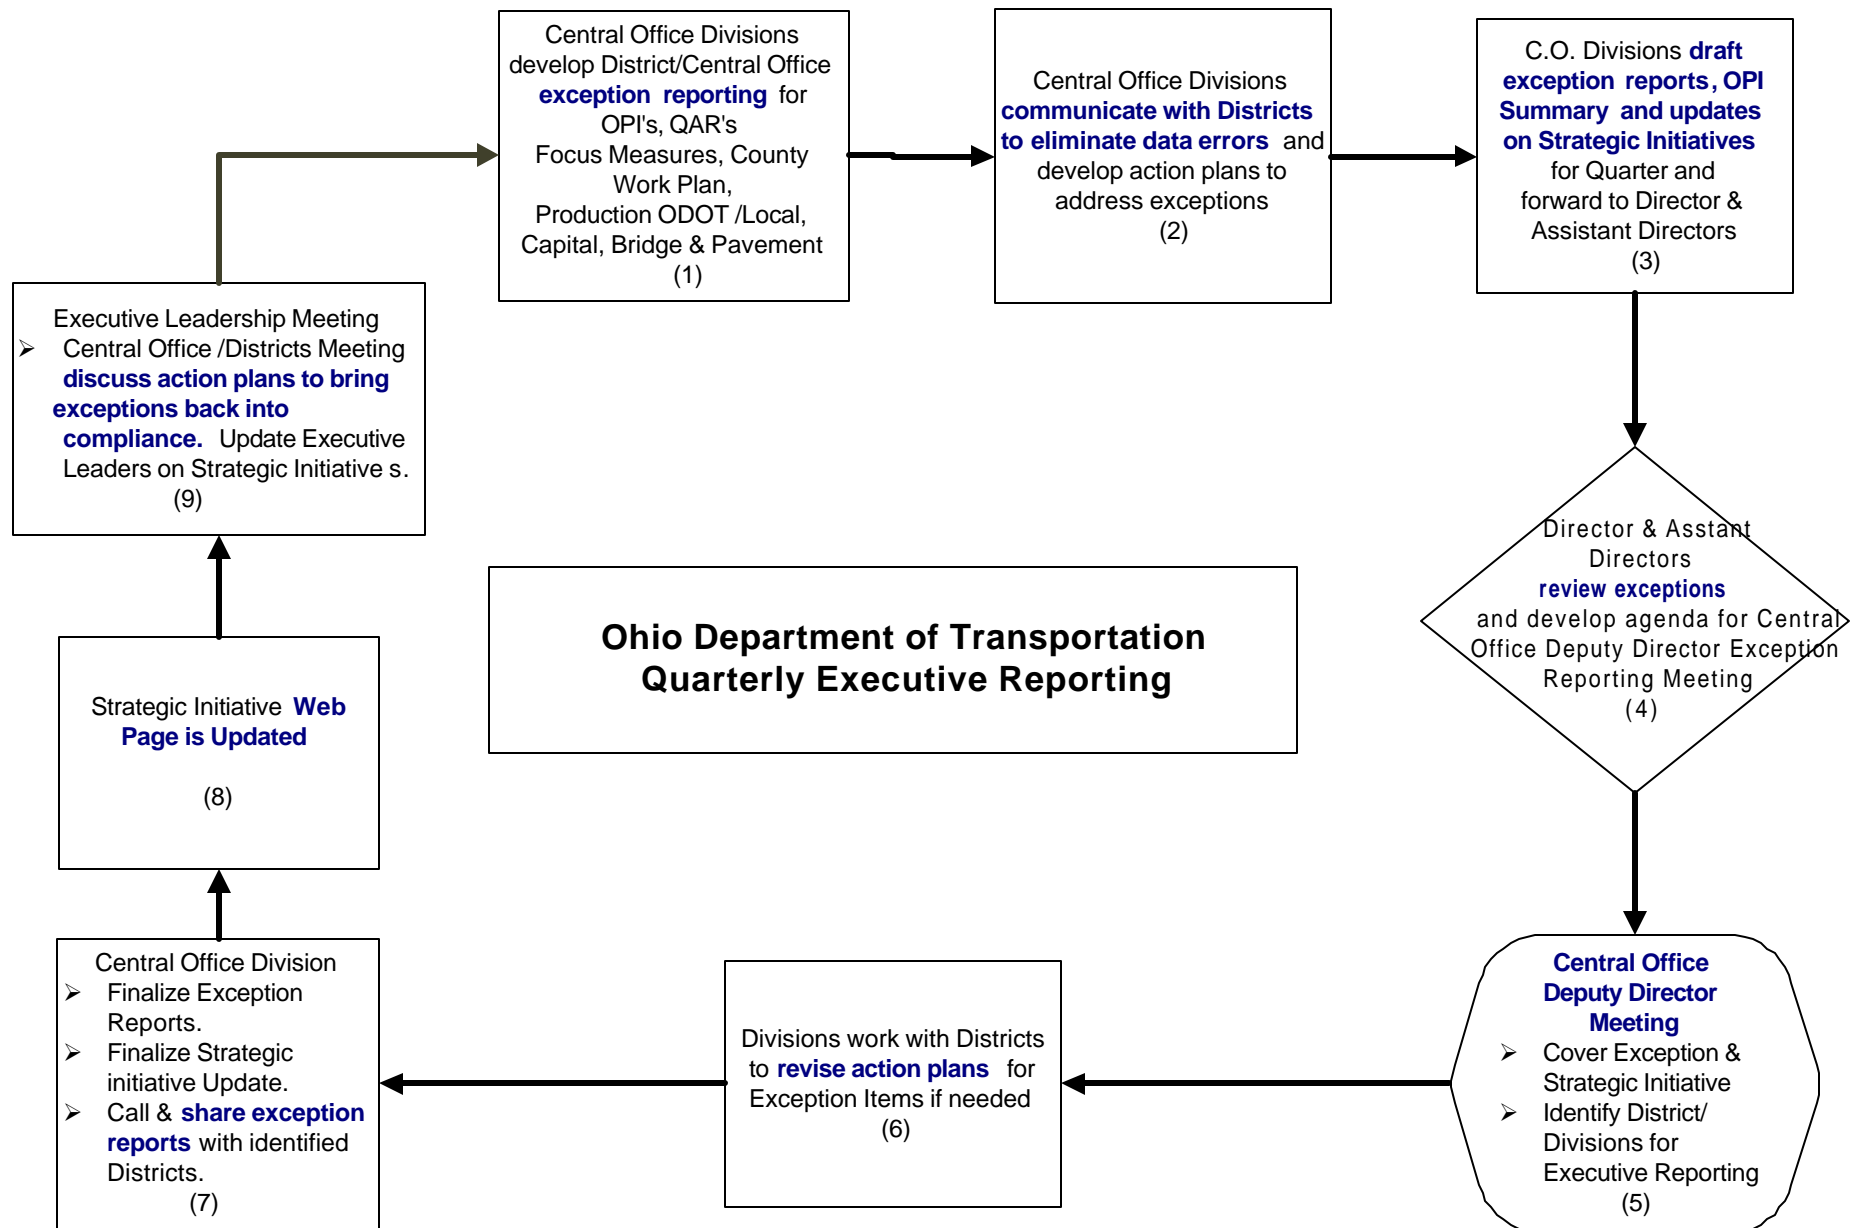 Central Office Divisions
develop District/Central Office
exception reporting for
OPI's, QAR's
Focus Measures, County
Work Plan,
Production ODOT /Local,
Capital, Bridge & Pavement
(1)
Central Office Divisions
communicate with Districts
to eliminate data errors and
develop action plans to
address exceptions
(2)
C.O. Divisions draft
exception reports, OPI
Summary and updates
on Strategic Initiatives
for Quarter and
forward to Director &
Assistant Directors
(3)
Director & Asstant
Directors
review exceptions
and develop agenda for Central
Office Deputy Director Exception
Reporting Meeting
(4)
Central Office
Deputy Director
Meeting
➢ Cover Exception &
Strategic Initiative
➢ Identify District/
Divisions for
Executive Reporting
(5)
Divisions work with Districts
to revise action plans for
Exception Items if needed
(6)
Central Office Division
➢ Finalize Exception
Reports.
➢ Finalize Strategic
initiative Update.
➢ Call & share exception
reports with identified
Districts.
(7)
Strategic Initiative Web
Page is Updated
(8)
Executive Leadership Meeting
➢ Central Office /Districts Meeting
discuss action plans to bring
exceptions back into
compliance. Update Executive
Leaders on Strategic Initiative s.
(9)
Ohio Department of Transportation
Quarterly Executive Reporting